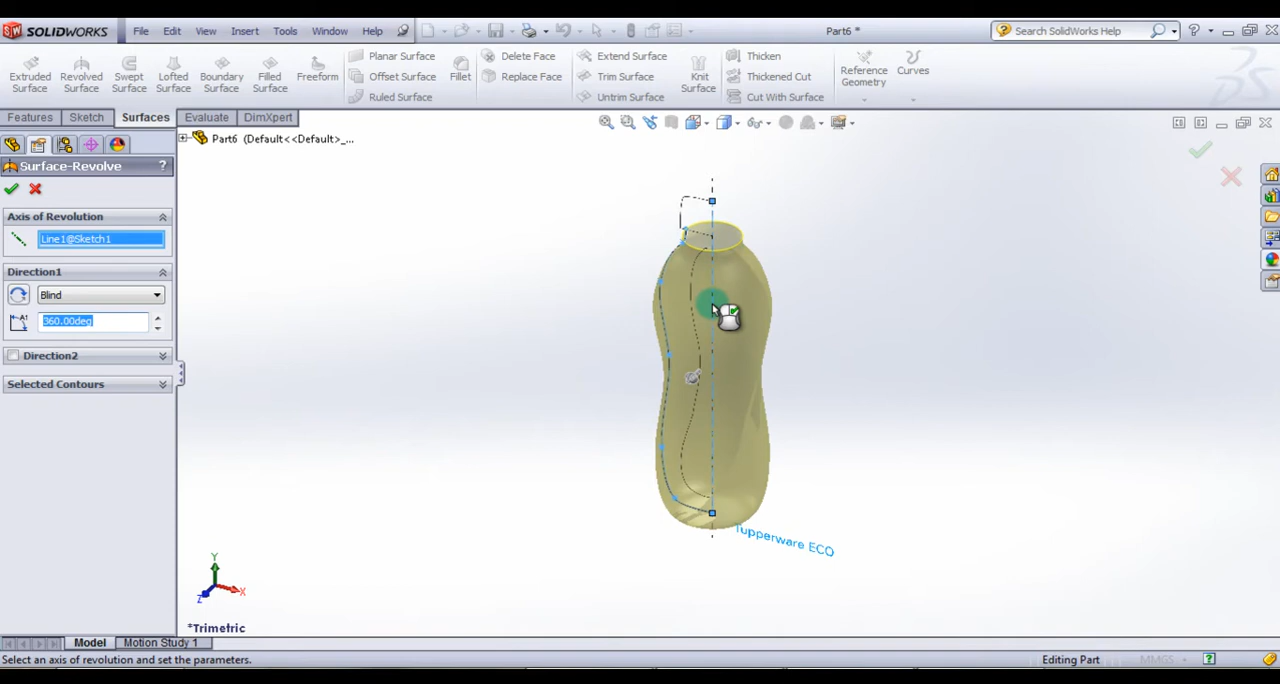 SOLIDWORKS File Edit View Insert Tools Window Help Part6 * Search SolidWorks Help ?
Extruded Surface
Revolved Surface
Swept Surface
Lofted Surface
Boundary Surface
Filled Surface
Freeform
Planar Surface
Offset Surface
Ruled Surface
Fillet
Delete Face
Replace Face
Extend Surface
Trim Surface
Untrim Surface
Knit Surface
Thicken
Thickened Cut
Cut With Surface
Reference Geometry
Curves
Features Sketch Surfaces Evaluate DimXpert
Part6 (Default<<Default>_...
Surface-Revolve ?
Axis of Revolution
Line1@Sketch1
Direction1
Blind
360.00deg
Direction2
Selected Contours
Tupperware ECO
Y
X
Z
*Trimetric
Model Motion Study 1
Select an axis of revolution and set the parameters. Editing Part MMGS ?